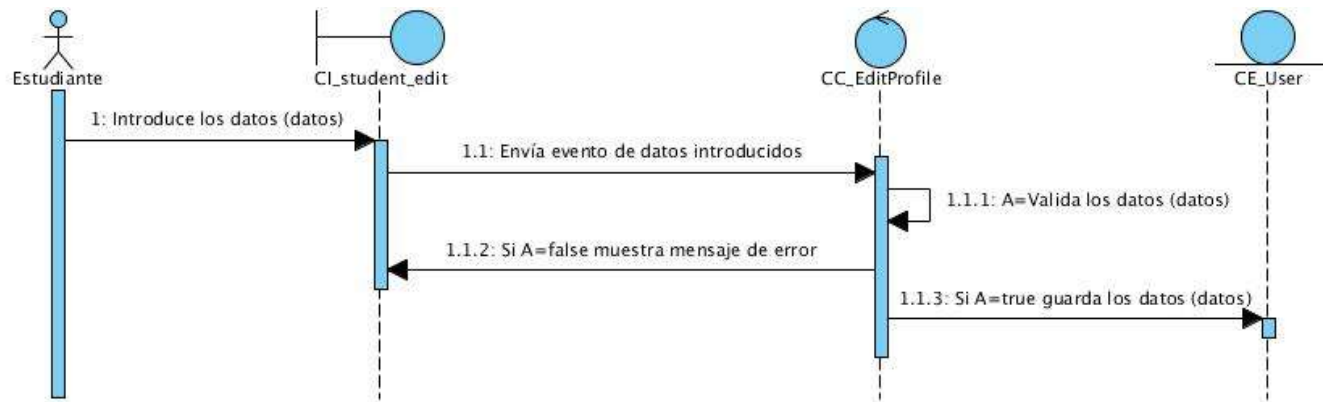 Estudiante
CI_student_edit
CC_EditProfile
CE_User
1: Introduce los datos (datos)
1.1: Envía evento de datos introducidos
1.1.1: A=Valida los datos (datos)
1.1.2: Si A=false muestra mensaje de error
1.1.3: Si A=true guarda los datos (datos)